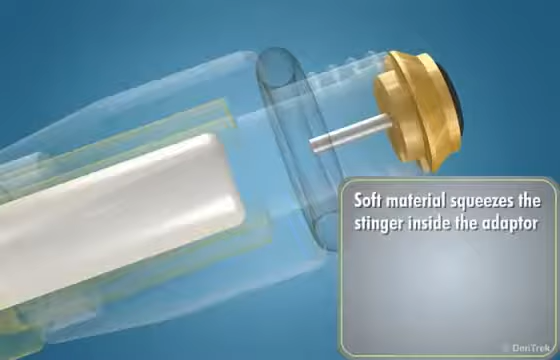 Soft material squeezes the
stinger inside the adaptor
© DenTrek